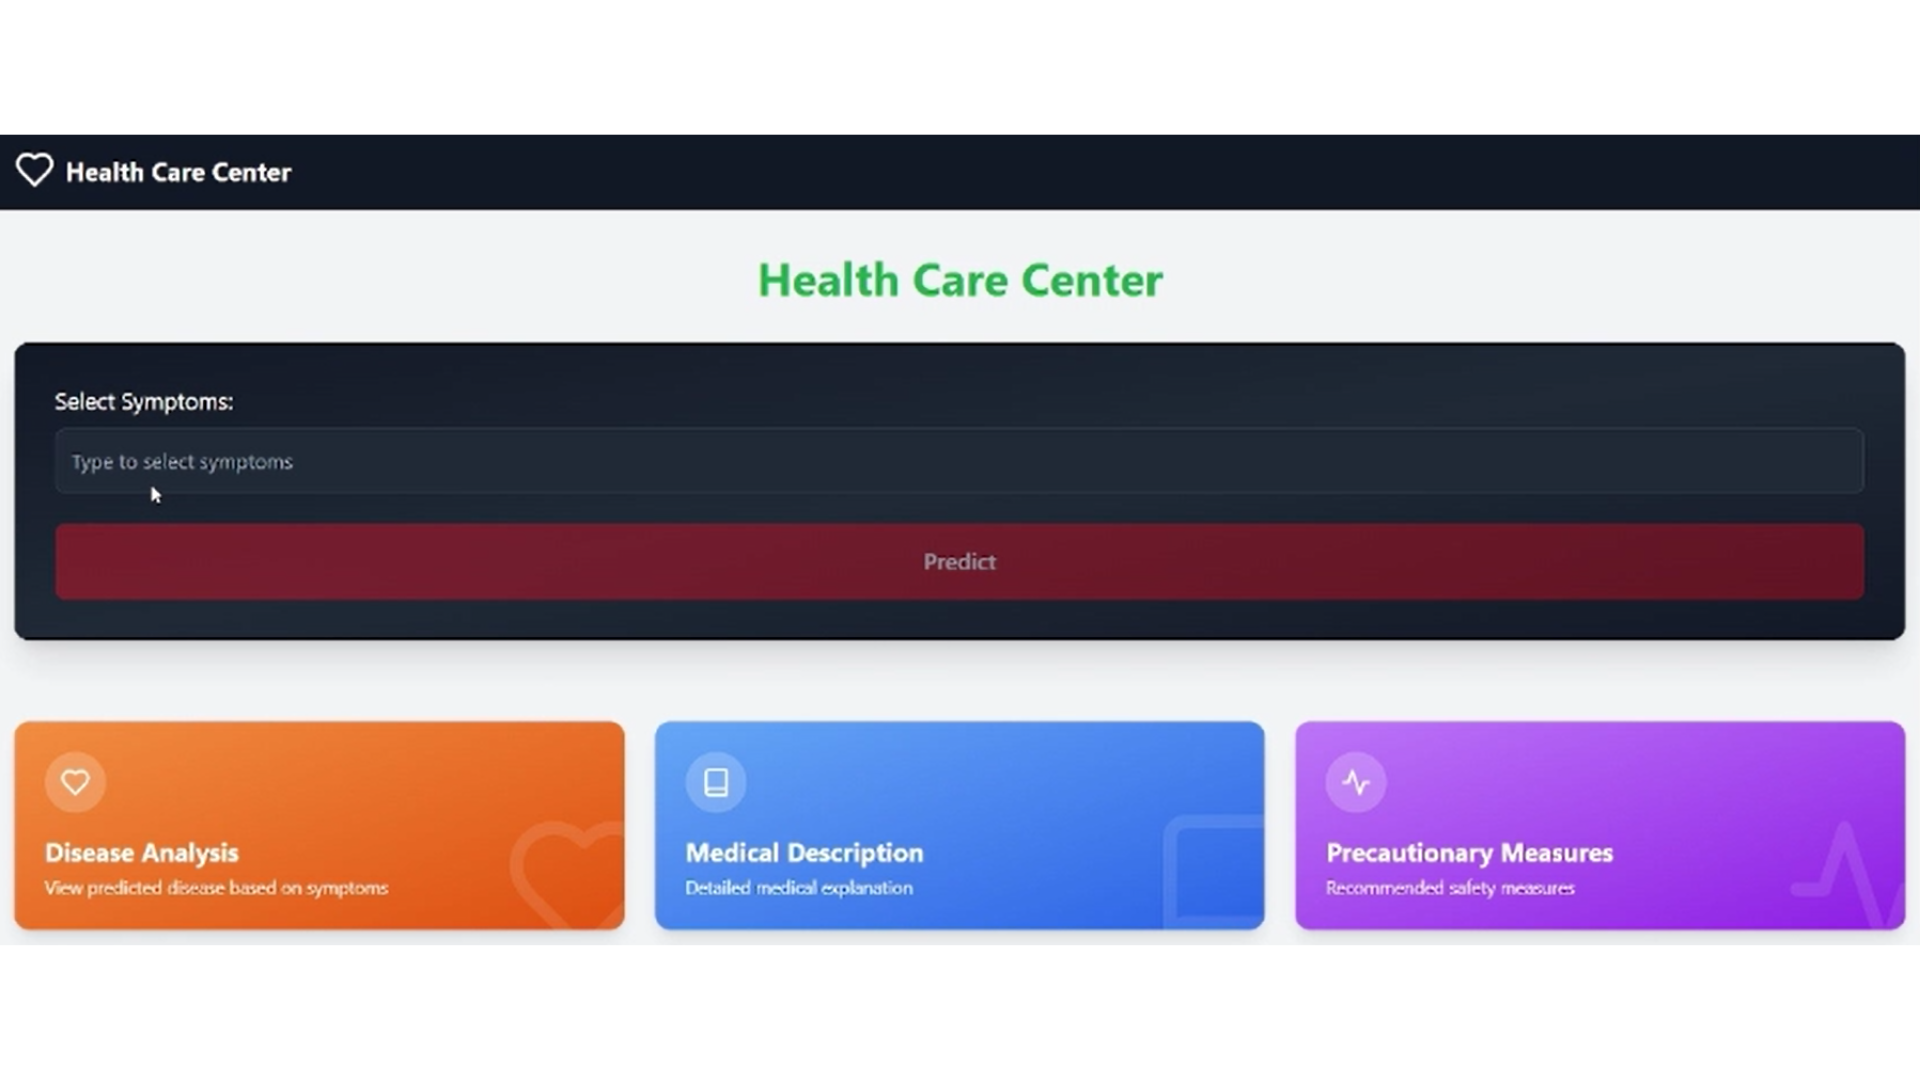 Health Care Center
Health Care Center
Select Symptoms:
Type to select symptoms
Predict
Disease Analysis
View predicted disease based on symptoms
Medical Description
Detailed medical explanation
Precautionary Measures
Recommended safety measures